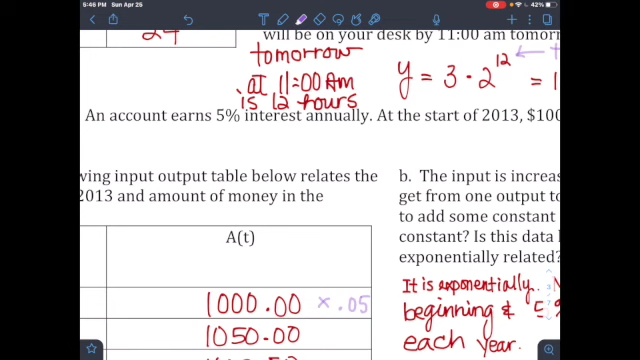 5:46 PM Sun Apr 25
42%
24
will be on your desk by 11:00 am tomorrow
tomorrow
at 11:00 Am
is 12 hours
y = 3 · 2^12 = 1
An account earns 5% interest annually. At the start of 2013, $100
wing input output table below relates the
2013 and amount of money in the
A(t)
1000.00 × .05
1050.00
b. The input is increas
get from one output to
to add some constant
constant? Is this data
exponentially related?
It is exponentially.
beginning &
each year.